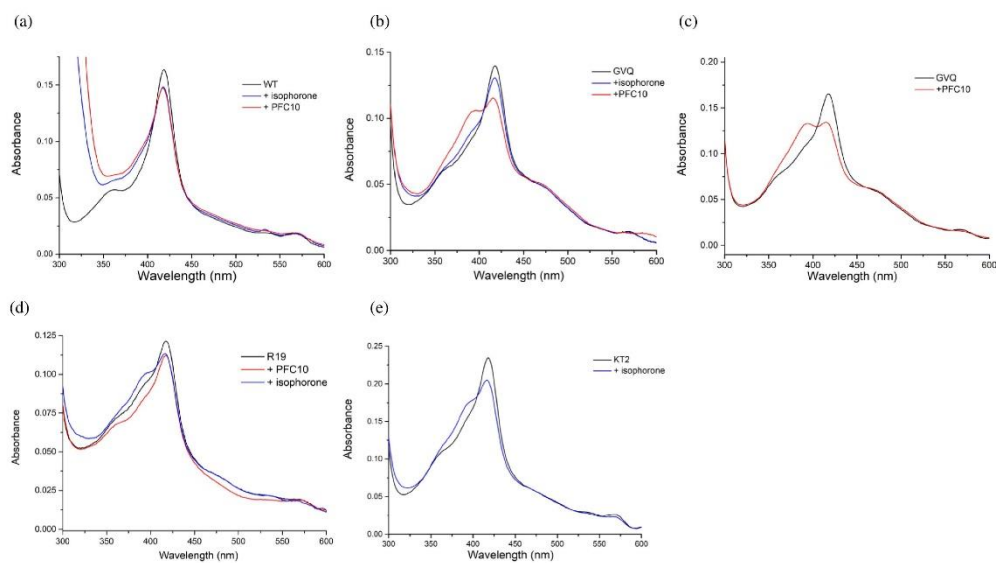 (a)
WT
+ isophorone
+ PFC10
Absorbance
0.15
0.10
0.05
0.00
300 350 400 450 500 550 600
Wavelength (nm)
(b)
GVQ
+isophorone
+PFC10
Absorbance
0.15
0.10
0.05
0.00
300 350 400 450 500 550 600
Wavelength (nm)
(c)
GVQ
+PFC10
Absorbance
0.20
0.15
0.10
0.05
0.00
300 350 400 450 500 550 600
Wavelength (nm)
(d)
R19
+ PFC10
+ isophorone
Absorbance
0.125
0.100
0.075
0.050
0.025
0.000
300 350 400 450 500 550 600
Wavelength (nm)
(e)
KT2
+ isophorone
Absorbance
0.25
0.20
0.15
0.10
0.05
0.00
300 350 400 450 500 550 600
Wavelength (nm)